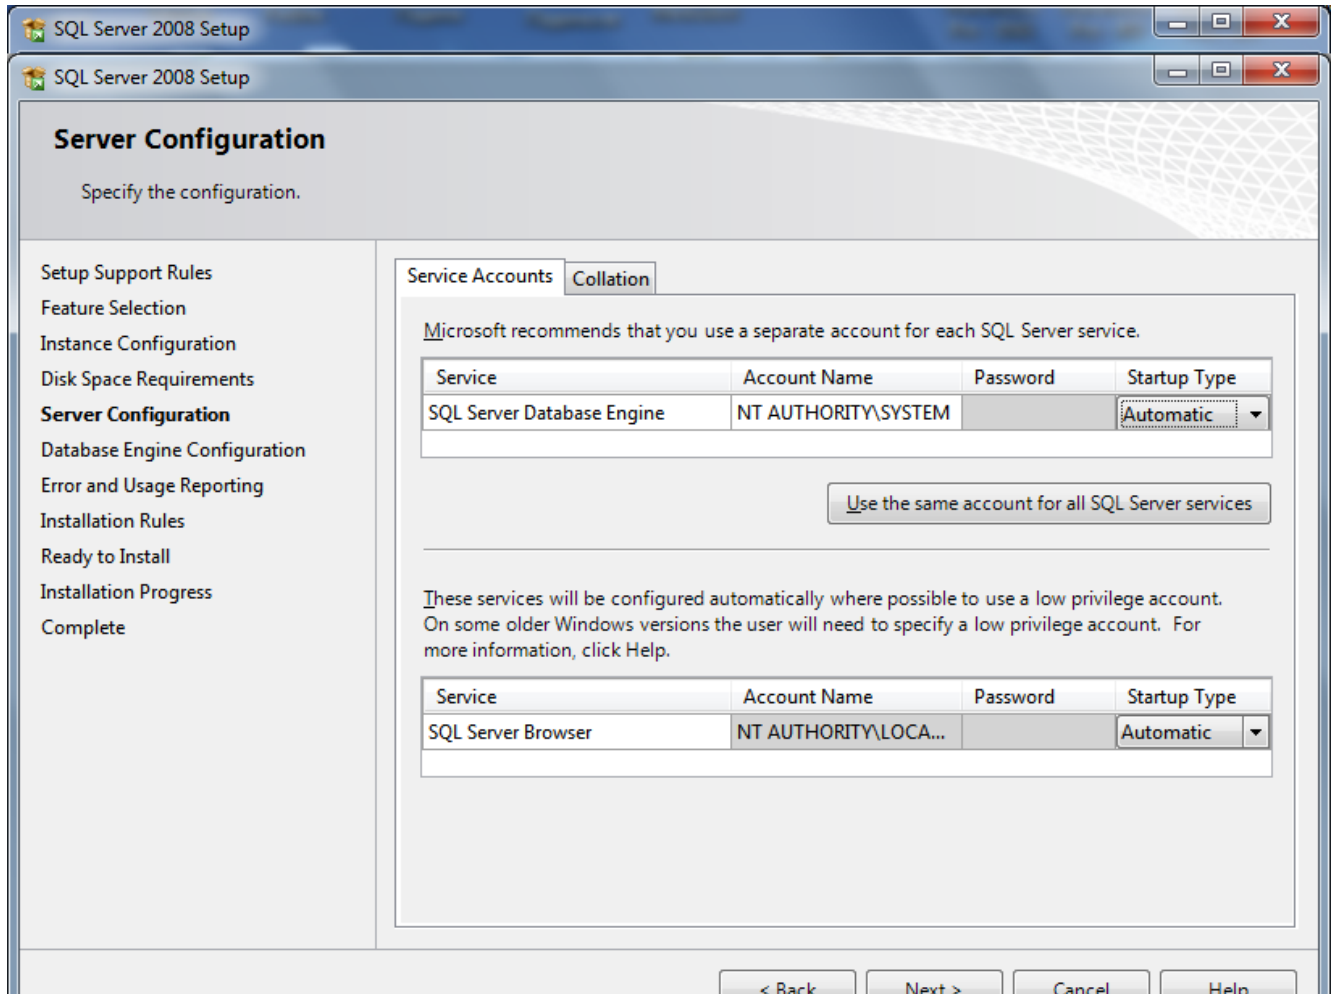 SQL Server 2008 Setup
SQL Server 2008 Setup
Server Configuration
Specify the configuration.
Setup Support Rules
Feature Selection
Instance Configuration
Disk Space Requirements
Server Configuration
Database Engine Configuration
Error and Usage Reporting
Installation Rules
Ready to Install
Installation Progress
Complete
Service Accounts Collation
Microsoft recommends that you use a separate account for each SQL Server service.
Service Account Name Password Startup Type
SQL Server Database Engine NT AUTHORITY\SYSTEM Automatic
Use the same account for all SQL Server services
These services will be configured automatically where possible to use a low privilege account.
On some older Windows versions the user will need to specify a low privilege account. For
more information, click Help.
Service Account Name Password Startup Type
SQL Server Browser NT AUTHORITY\LOCA... Automatic
< Back Next > Cancel Help